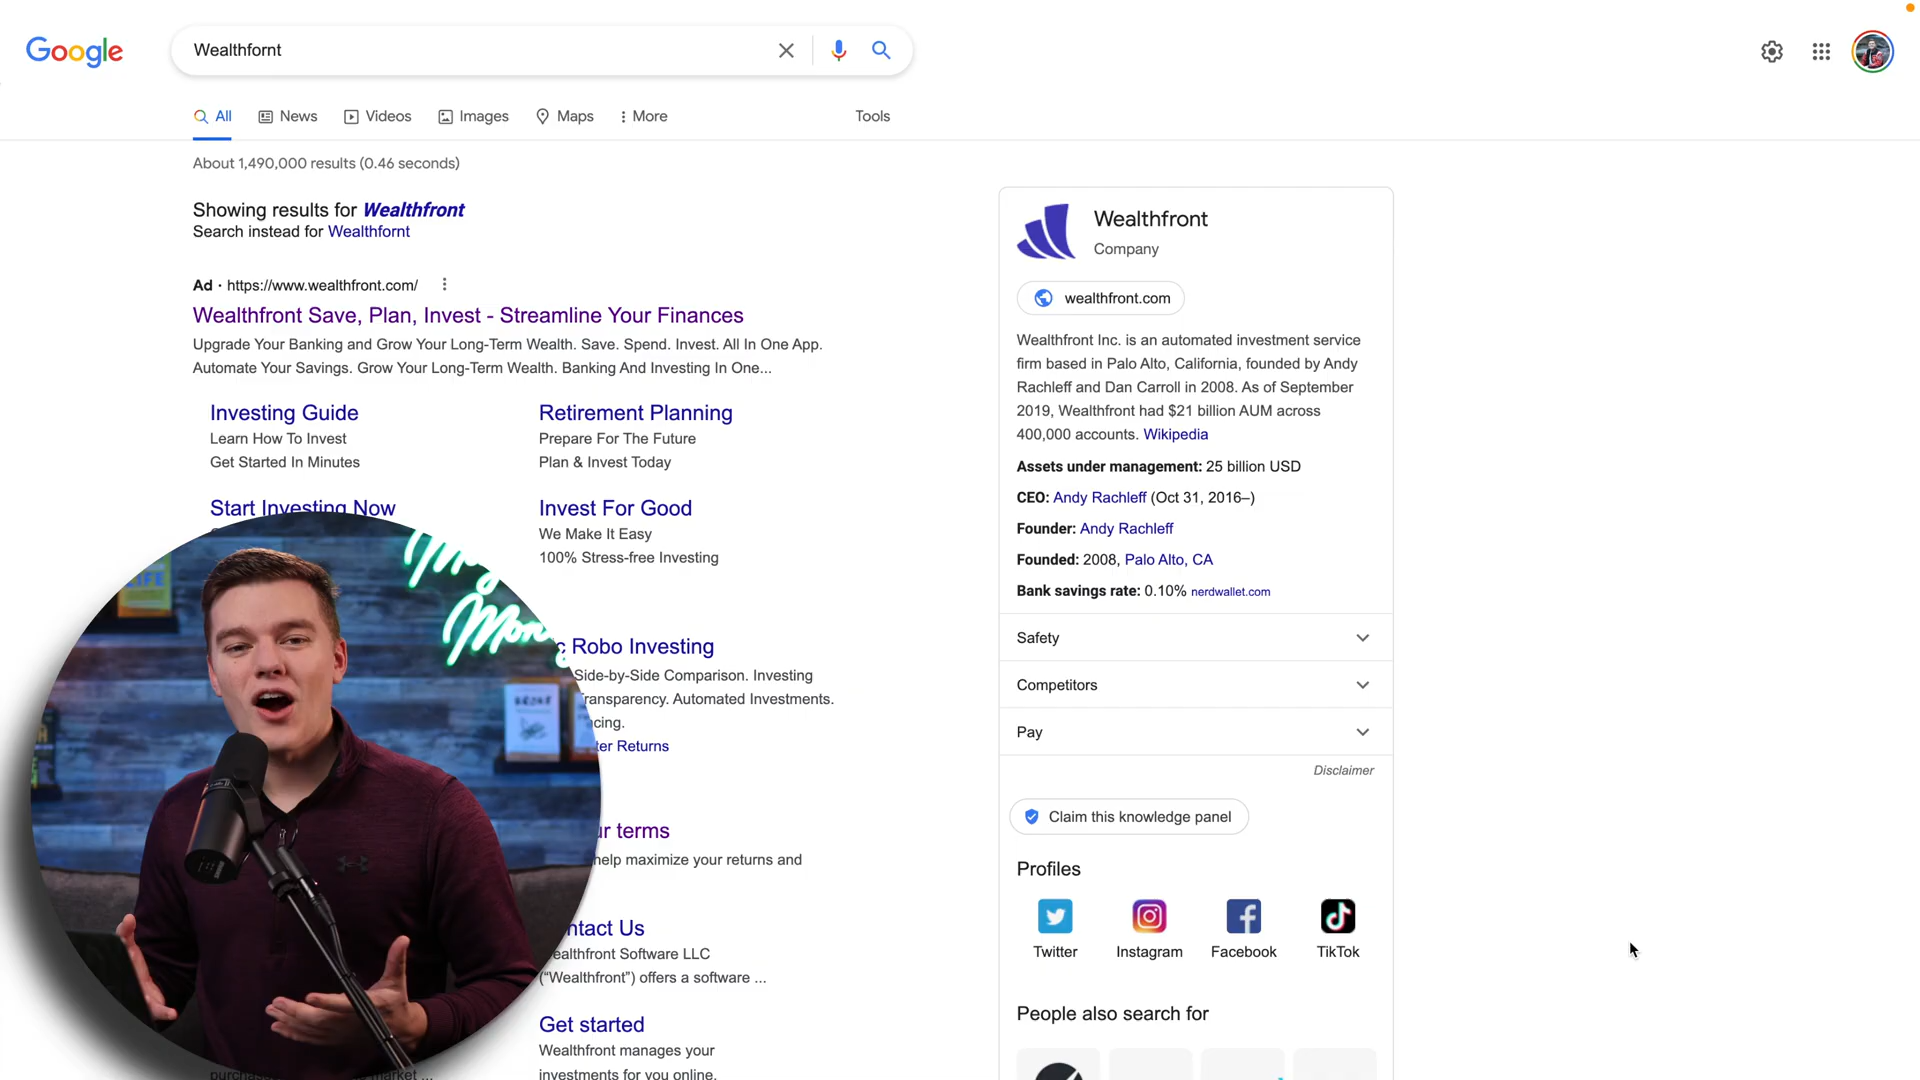 Google
Wealthfornt
All
News
Videos
Images
Maps
More
Tools
About 1,490,000 results (0.46 seconds)
Showing results for Wealthfront
Search instead for Wealthfornt
Ad · https://www.wealthfront.com/
Wealthfront Save, Plan, Invest - Streamline Your Finances
Upgrade Your Banking and Grow Your Long-Term Wealth. Save. Spend. Invest. All In One App.
Automate Your Savings. Grow Your Long-Term Wealth. Banking And Investing In One...
Investing Guide
Learn How To Invest
Get Started In Minutes
Retirement Planning
Prepare For The Future
Plan & Invest Today
Start Investing Now
Invest For Good
We Make It Easy
100% Stress-free Investing
c Robo Investing
Side-by-Side Comparison. Investing
ransparency. Automated Investments.
cing.
ter Returns
ur terms
help maximize your returns and
ntact Us
ealthfront Software LLC
("Wealthfront") offers a software ...
Get started
Wealthfront manages your
investments for you online.
LIFE
Wealthfront
Company
wealthfront.com
Wealthfront Inc. is an automated investment service
firm based in Palo Alto, California, founded by Andy
Rachleff and Dan Carroll in 2008. As of September
2019, Wealthfront had $21 billion AUM across
400,000 accounts. Wikipedia
Assets under management: 25 billion USD
CEO: Andy Rachleff (Oct 31, 2016–)
Founder: Andy Rachleff
Founded: 2008, Palo Alto, CA
Bank savings rate: 0.10% nerdwallet.com
Safety
Competitors
Pay
Disclaimer
Claim this knowledge panel
Profiles
Twitter
Instagram
Facebook
TikTok
People also search for